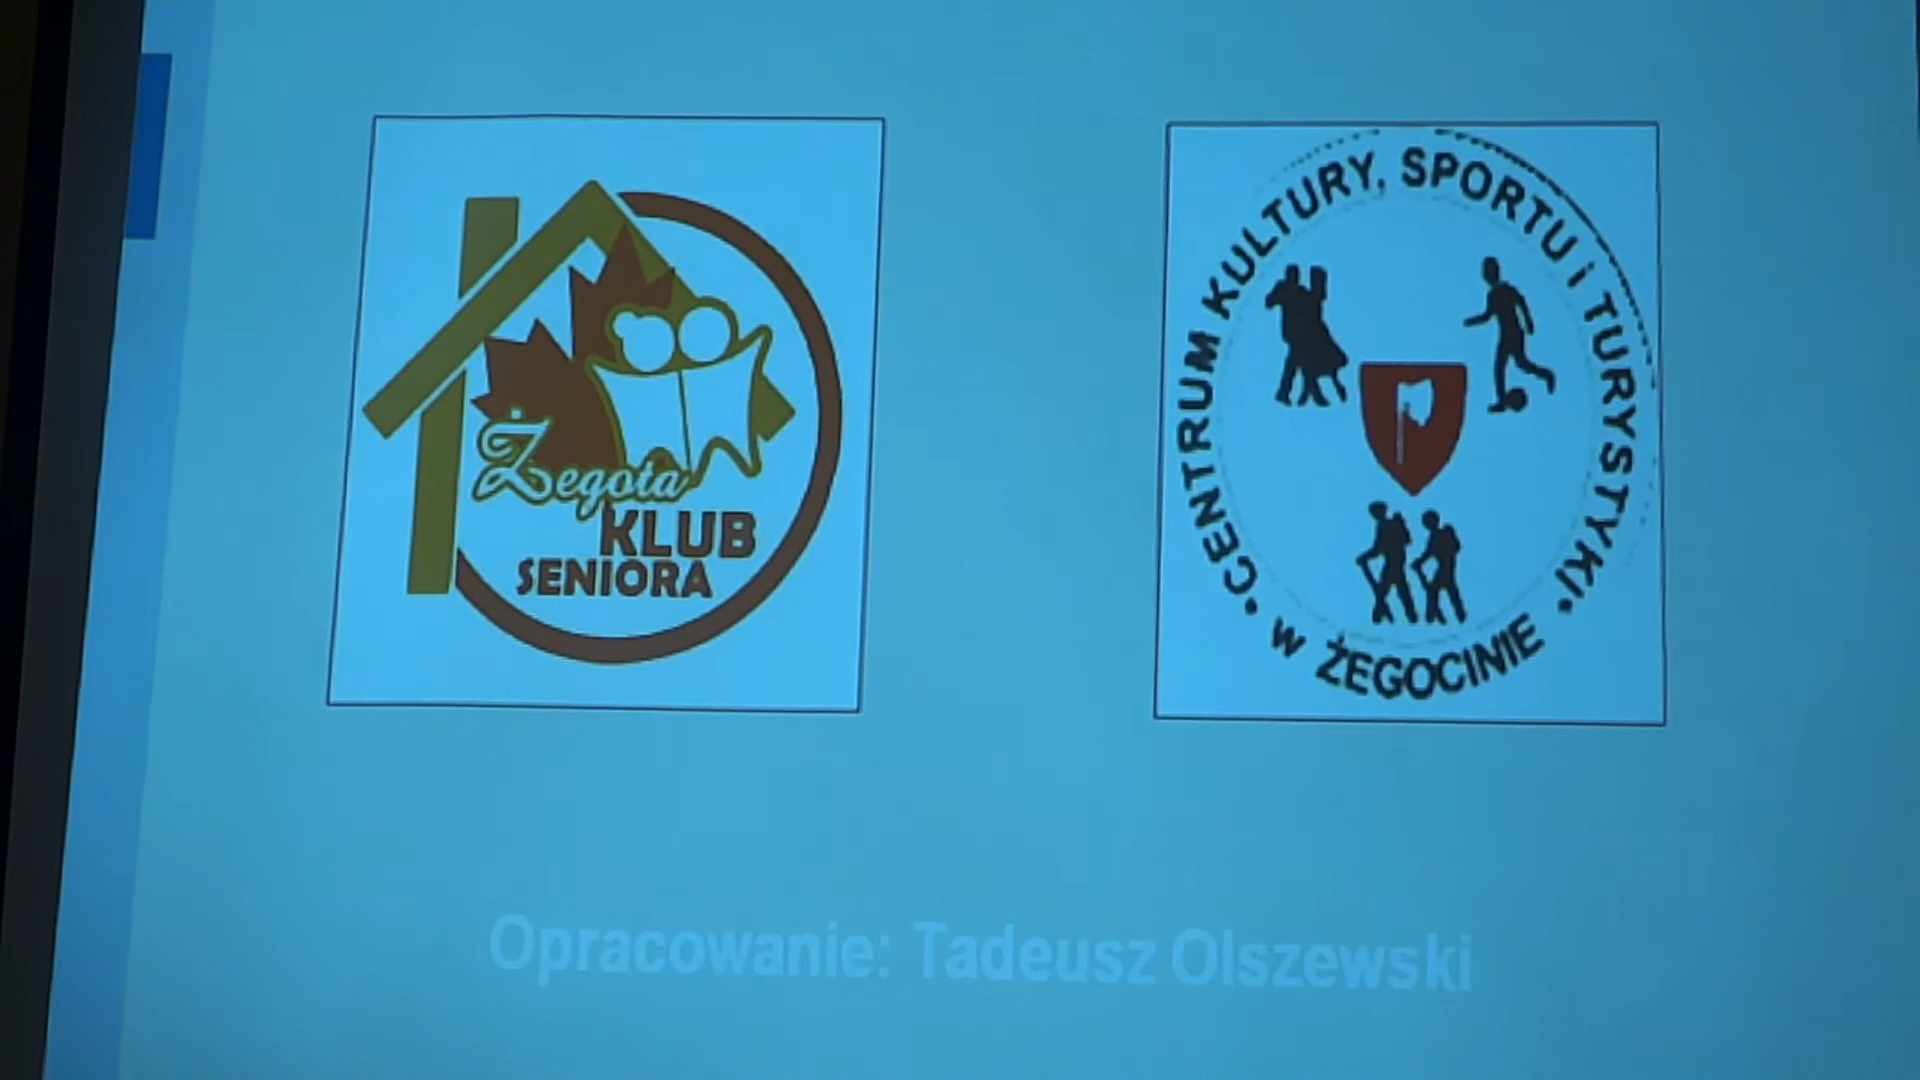 Żegota
KLUB
SENIORA
• CENTRUM KULTURY, SPORTU i TURYSTYKI •
w ŻEGOCINIE
Opracowanie: Tadeusz Olszewski